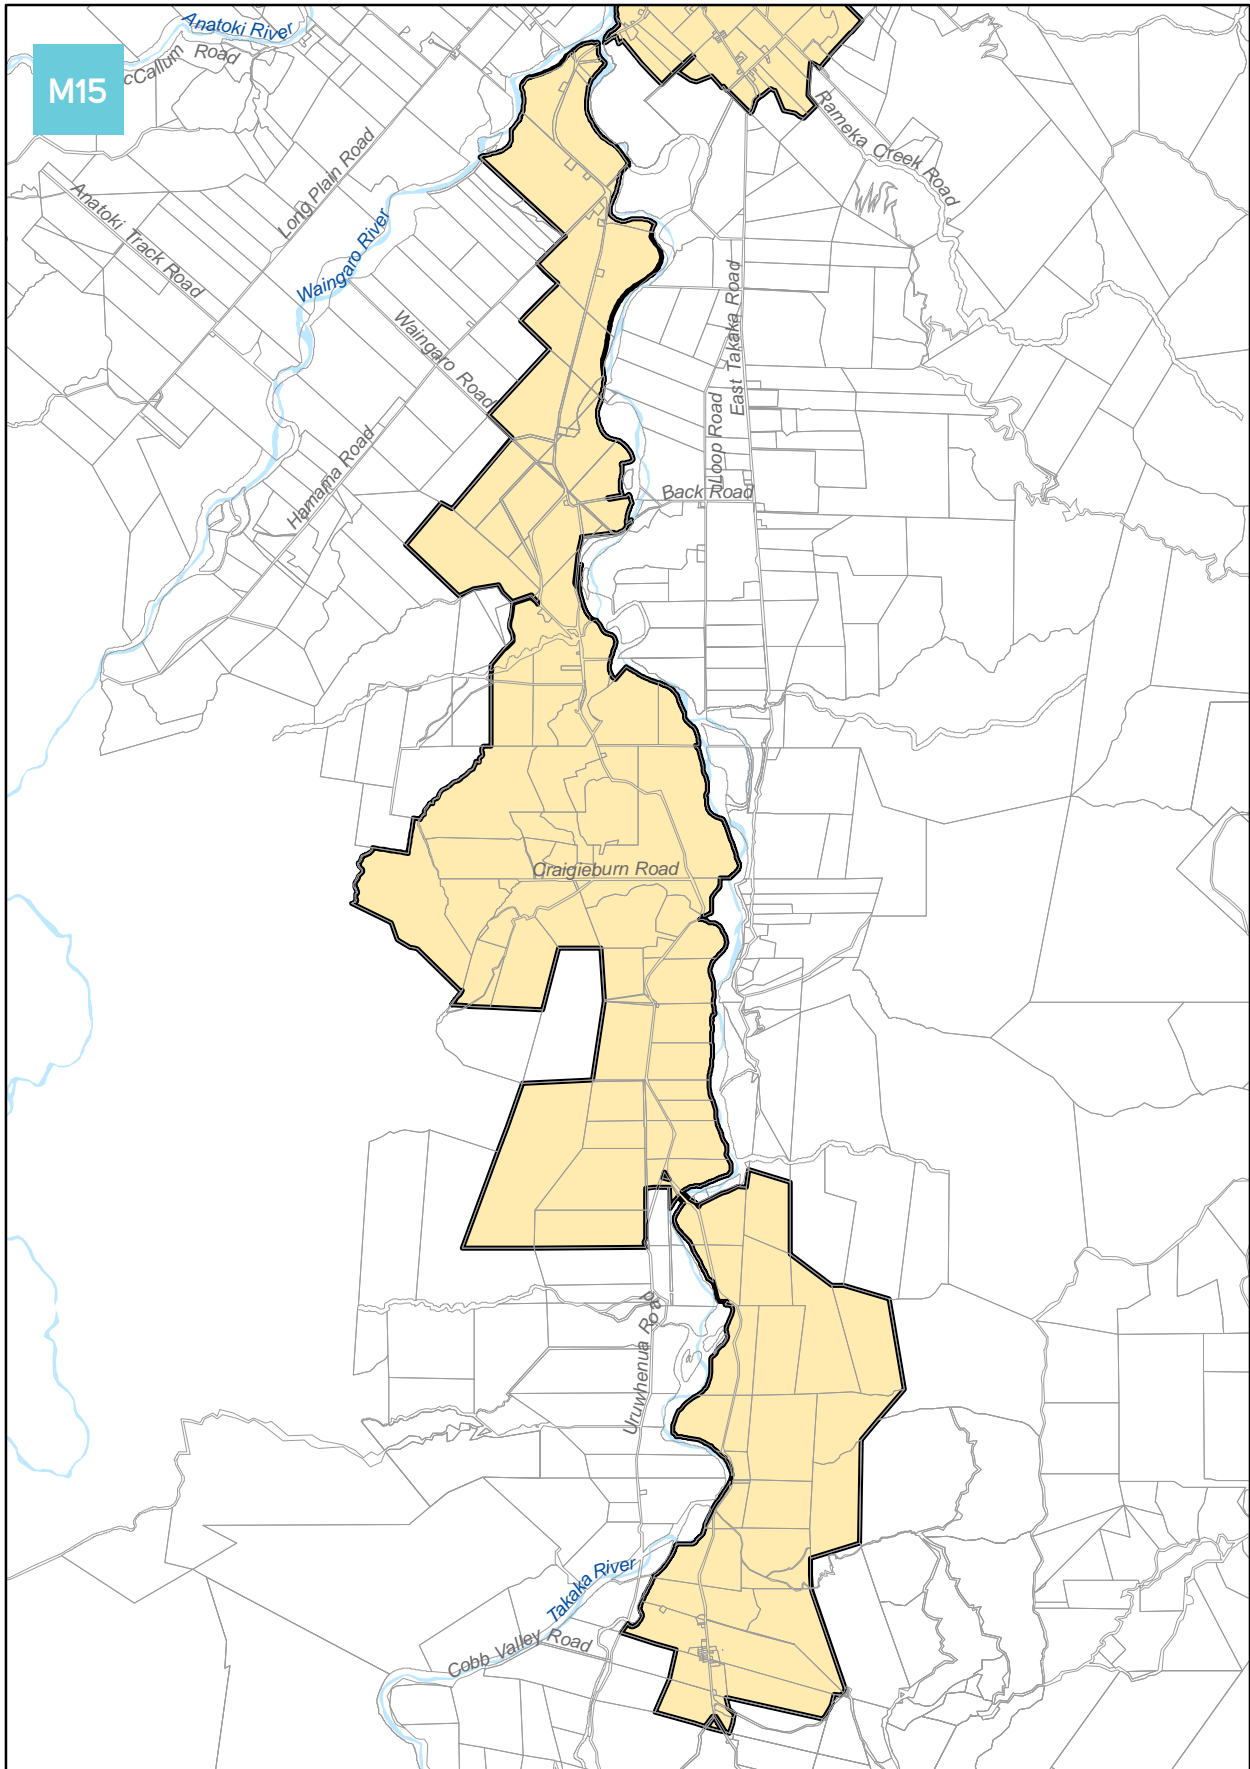 Anatoki River
cCallum Road
M15
Rameka Creek Road
Long Plain Road
Anatoki Track Road
Waingaro River
East Takaka Road
Waingaro Road
Loop Road
Hamama Road
Back Road
Craigieburn Road
Uruwhenua Road
Takaka River
Cobb Valley Road